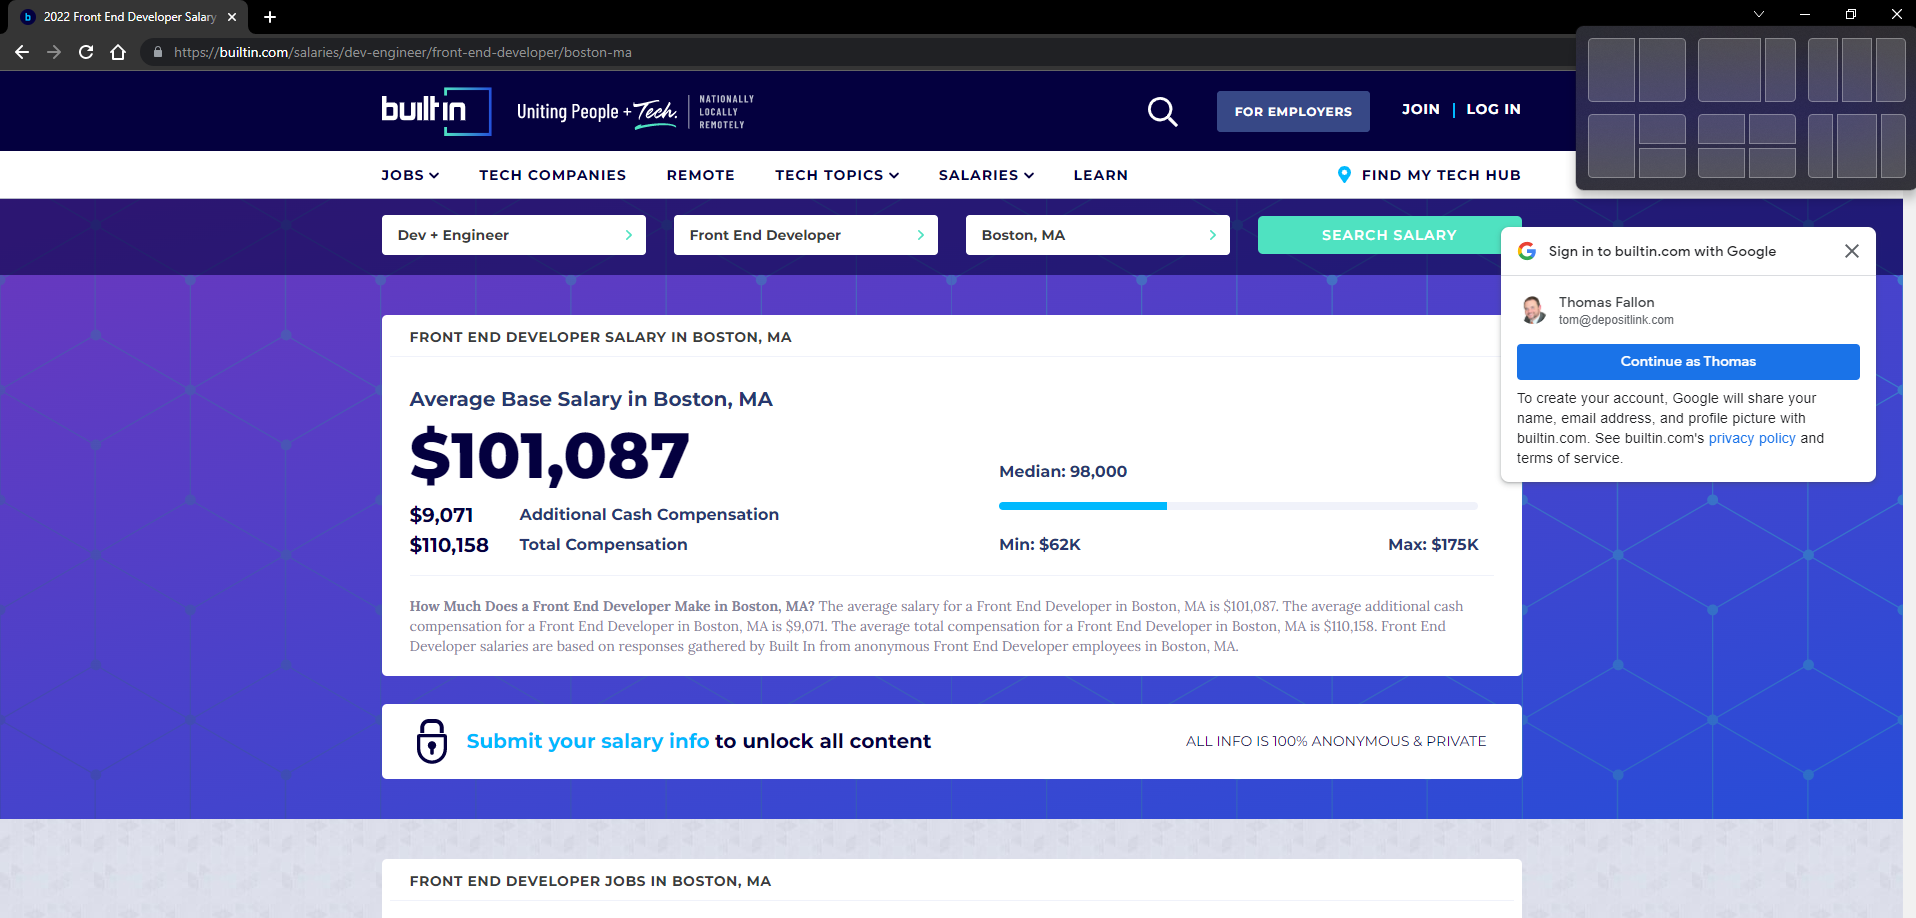 2022 Front End Developer Salary
https://builtin.com/salaries/dev-engineer/front-end-developer/boston-ma
built in
Uniting People + Tech.
NATIONALLY
LOCALLY
REMOTELY
FOR EMPLOYERS
JOIN | LOG IN
JOBS TECH COMPANIES REMOTE TECH TOPICS SALARIES LEARN FIND MY TECH HUB
Dev + Engineer Front End Developer Boston, MA SEARCH SALARY
Sign in to builtin.com with Google
Thomas Fallon
tom@depositlink.com
Continue as Thomas
To create your account, Google will share your
name, email address, and profile picture with
builtin.com. See builtin.com's privacy policy and
terms of service.
FRONT END DEVELOPER SALARY IN BOSTON, MA
Average Base Salary in Boston, MA
$101,087
$9,071 Additional Cash Compensation
$110,158 Total Compensation
Median: 98,000
Min: $62K Max: $175K
How Much Does a Front End Developer Make in Boston, MA? The average salary for a Front End Developer in Boston, MA is $101,087. The average additional cash
compensation for a Front End Developer in Boston, MA is $9,071. The average total compensation for a Front End Developer in Boston, MA is $110,158. Front End
Developer salaries are based on responses gathered by Built In from anonymous Front End Developer employees in Boston, MA.
Submit your salary info to unlock all content
ALL INFO IS 100% ANONYMOUS & PRIVATE
FRONT END DEVELOPER JOBS IN BOSTON, MA